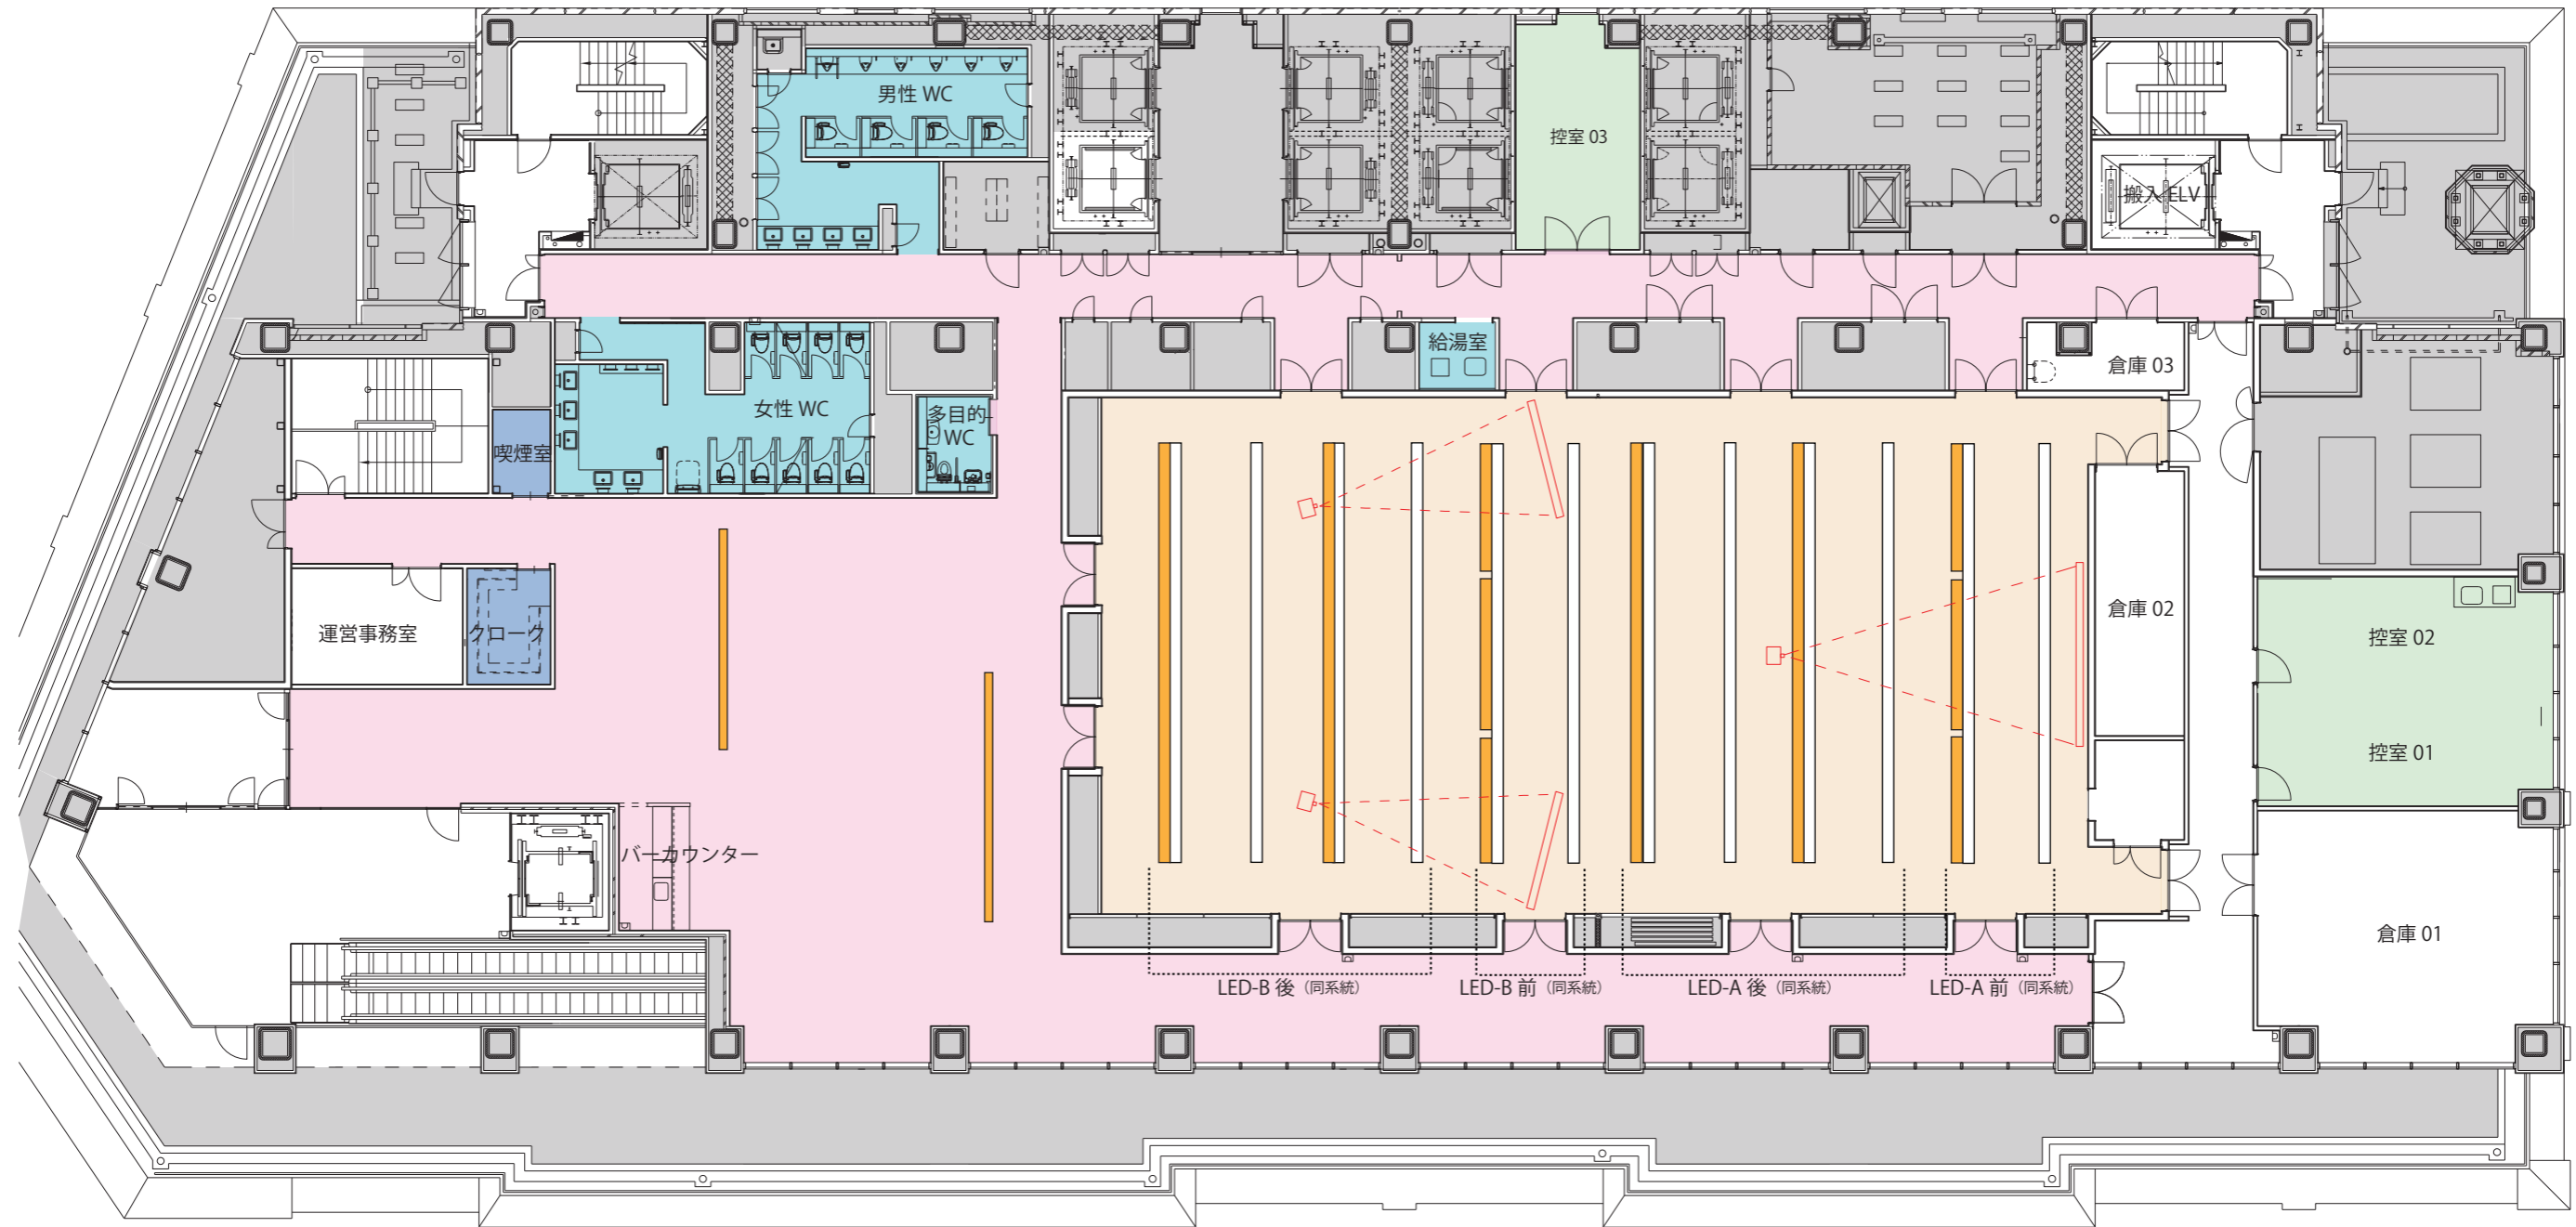 男性 WC
控室 03
搬入 ELV
給湯室
倉庫 03
女性 WC
多目的
WC
喫煙室
運営事務室
クローク
倉庫 02
控室 02
控室 01
バーカウンター
倉庫 01
LED-B 後（同系統）
LED-B 前（同系統）
LED-A 後（同系統）
LED-A 前（同系統）